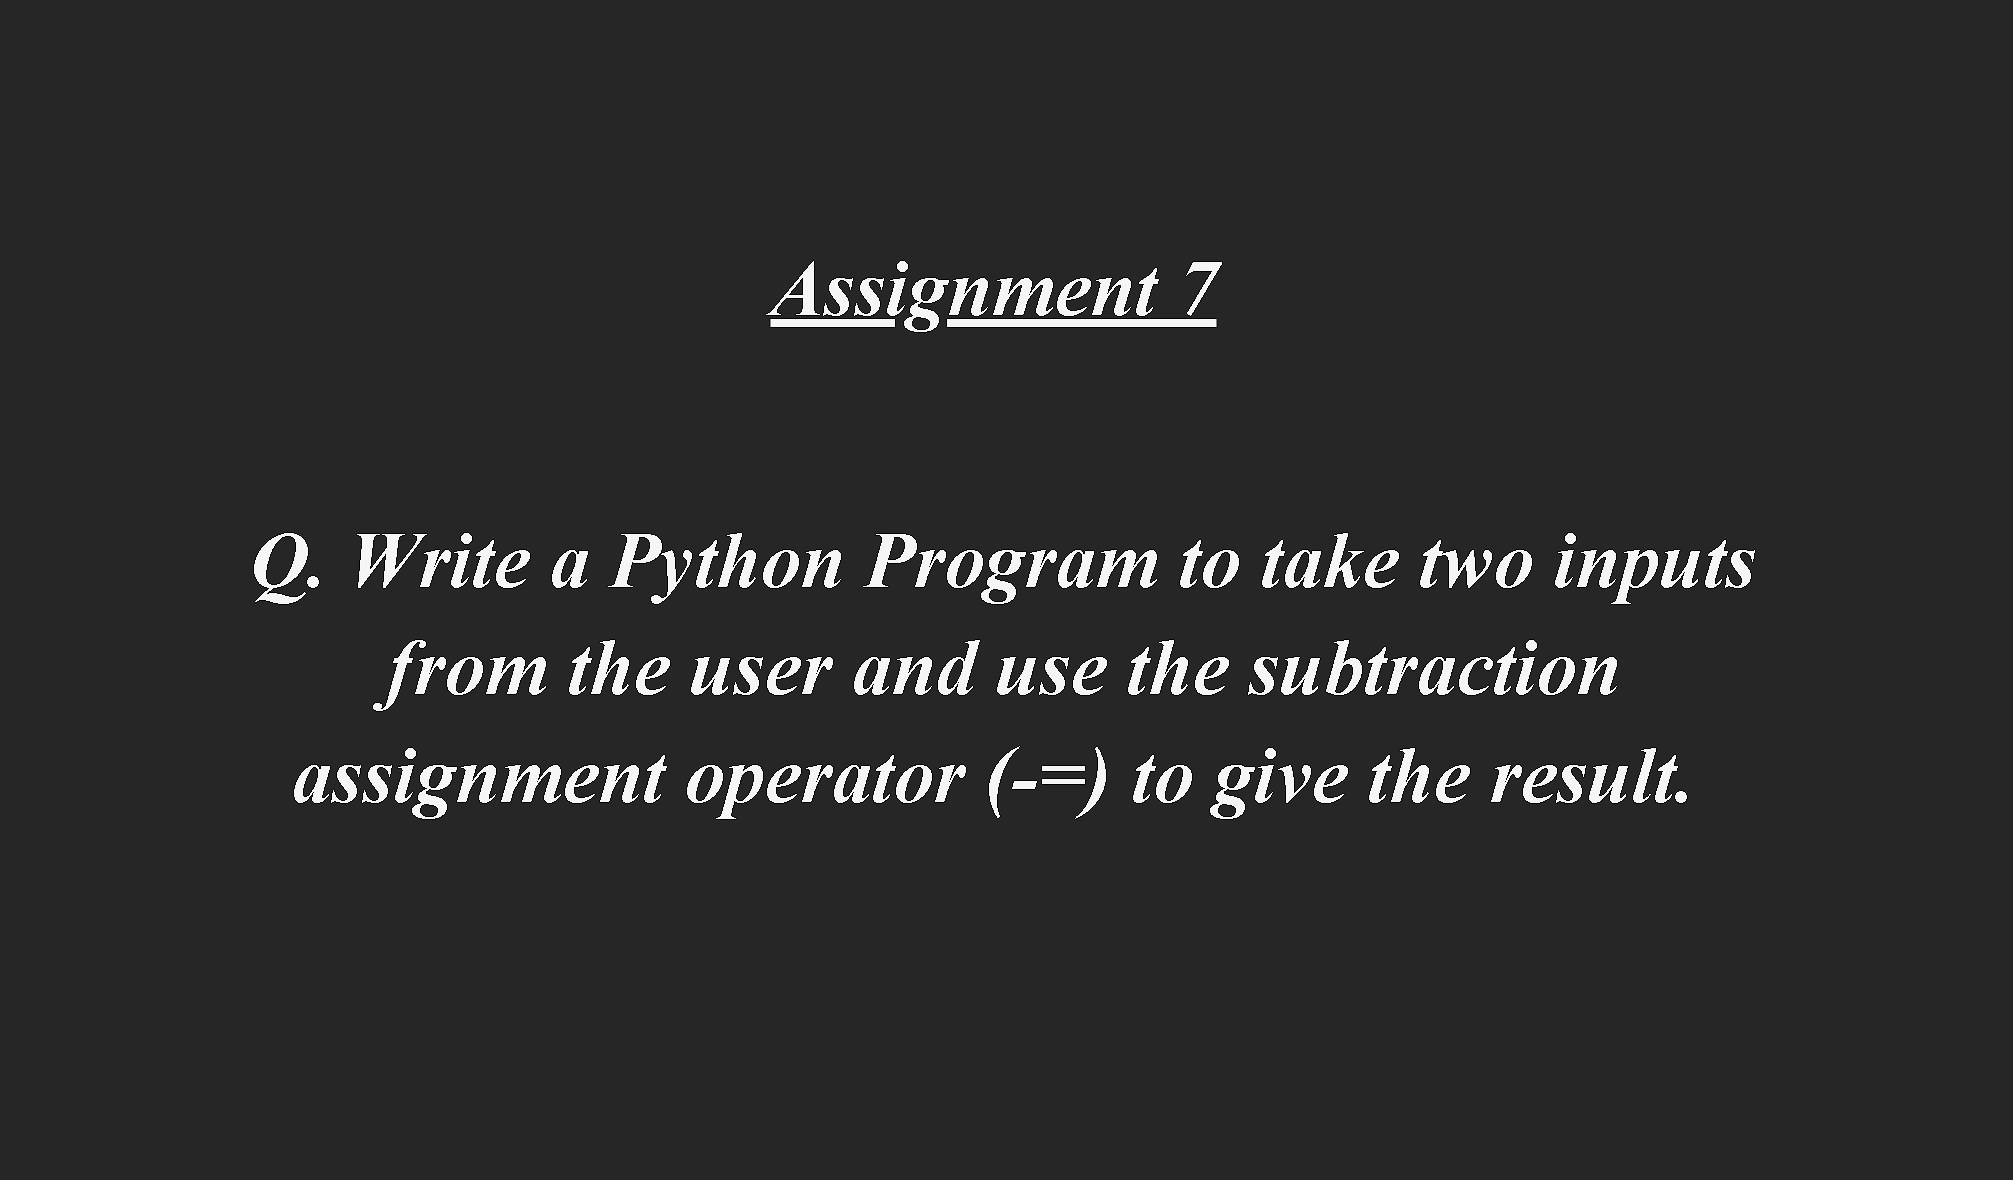 Assignment 7
Q. Write a Python Program to take two inputs
from the user and use the subtraction
assignment operator (-=) to give the result.